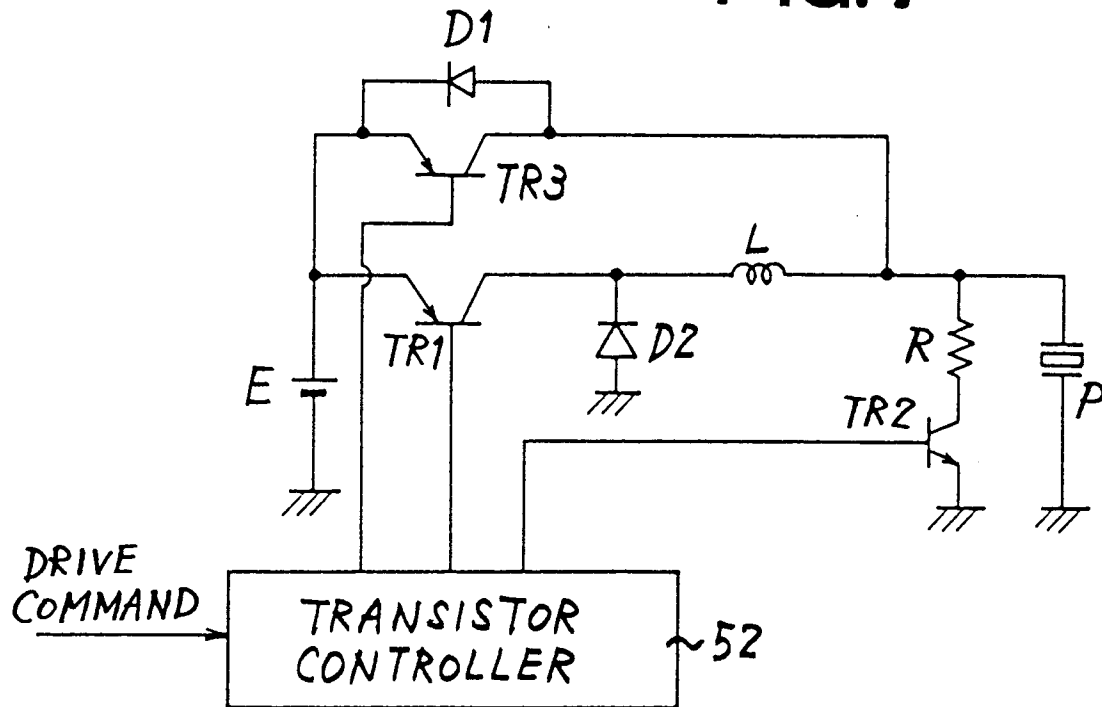 D1
TR3
L
TR1
D2
R
E
TR2
P
DRIVE
COMMAND
TRANSISTOR
CONTROLLER
52